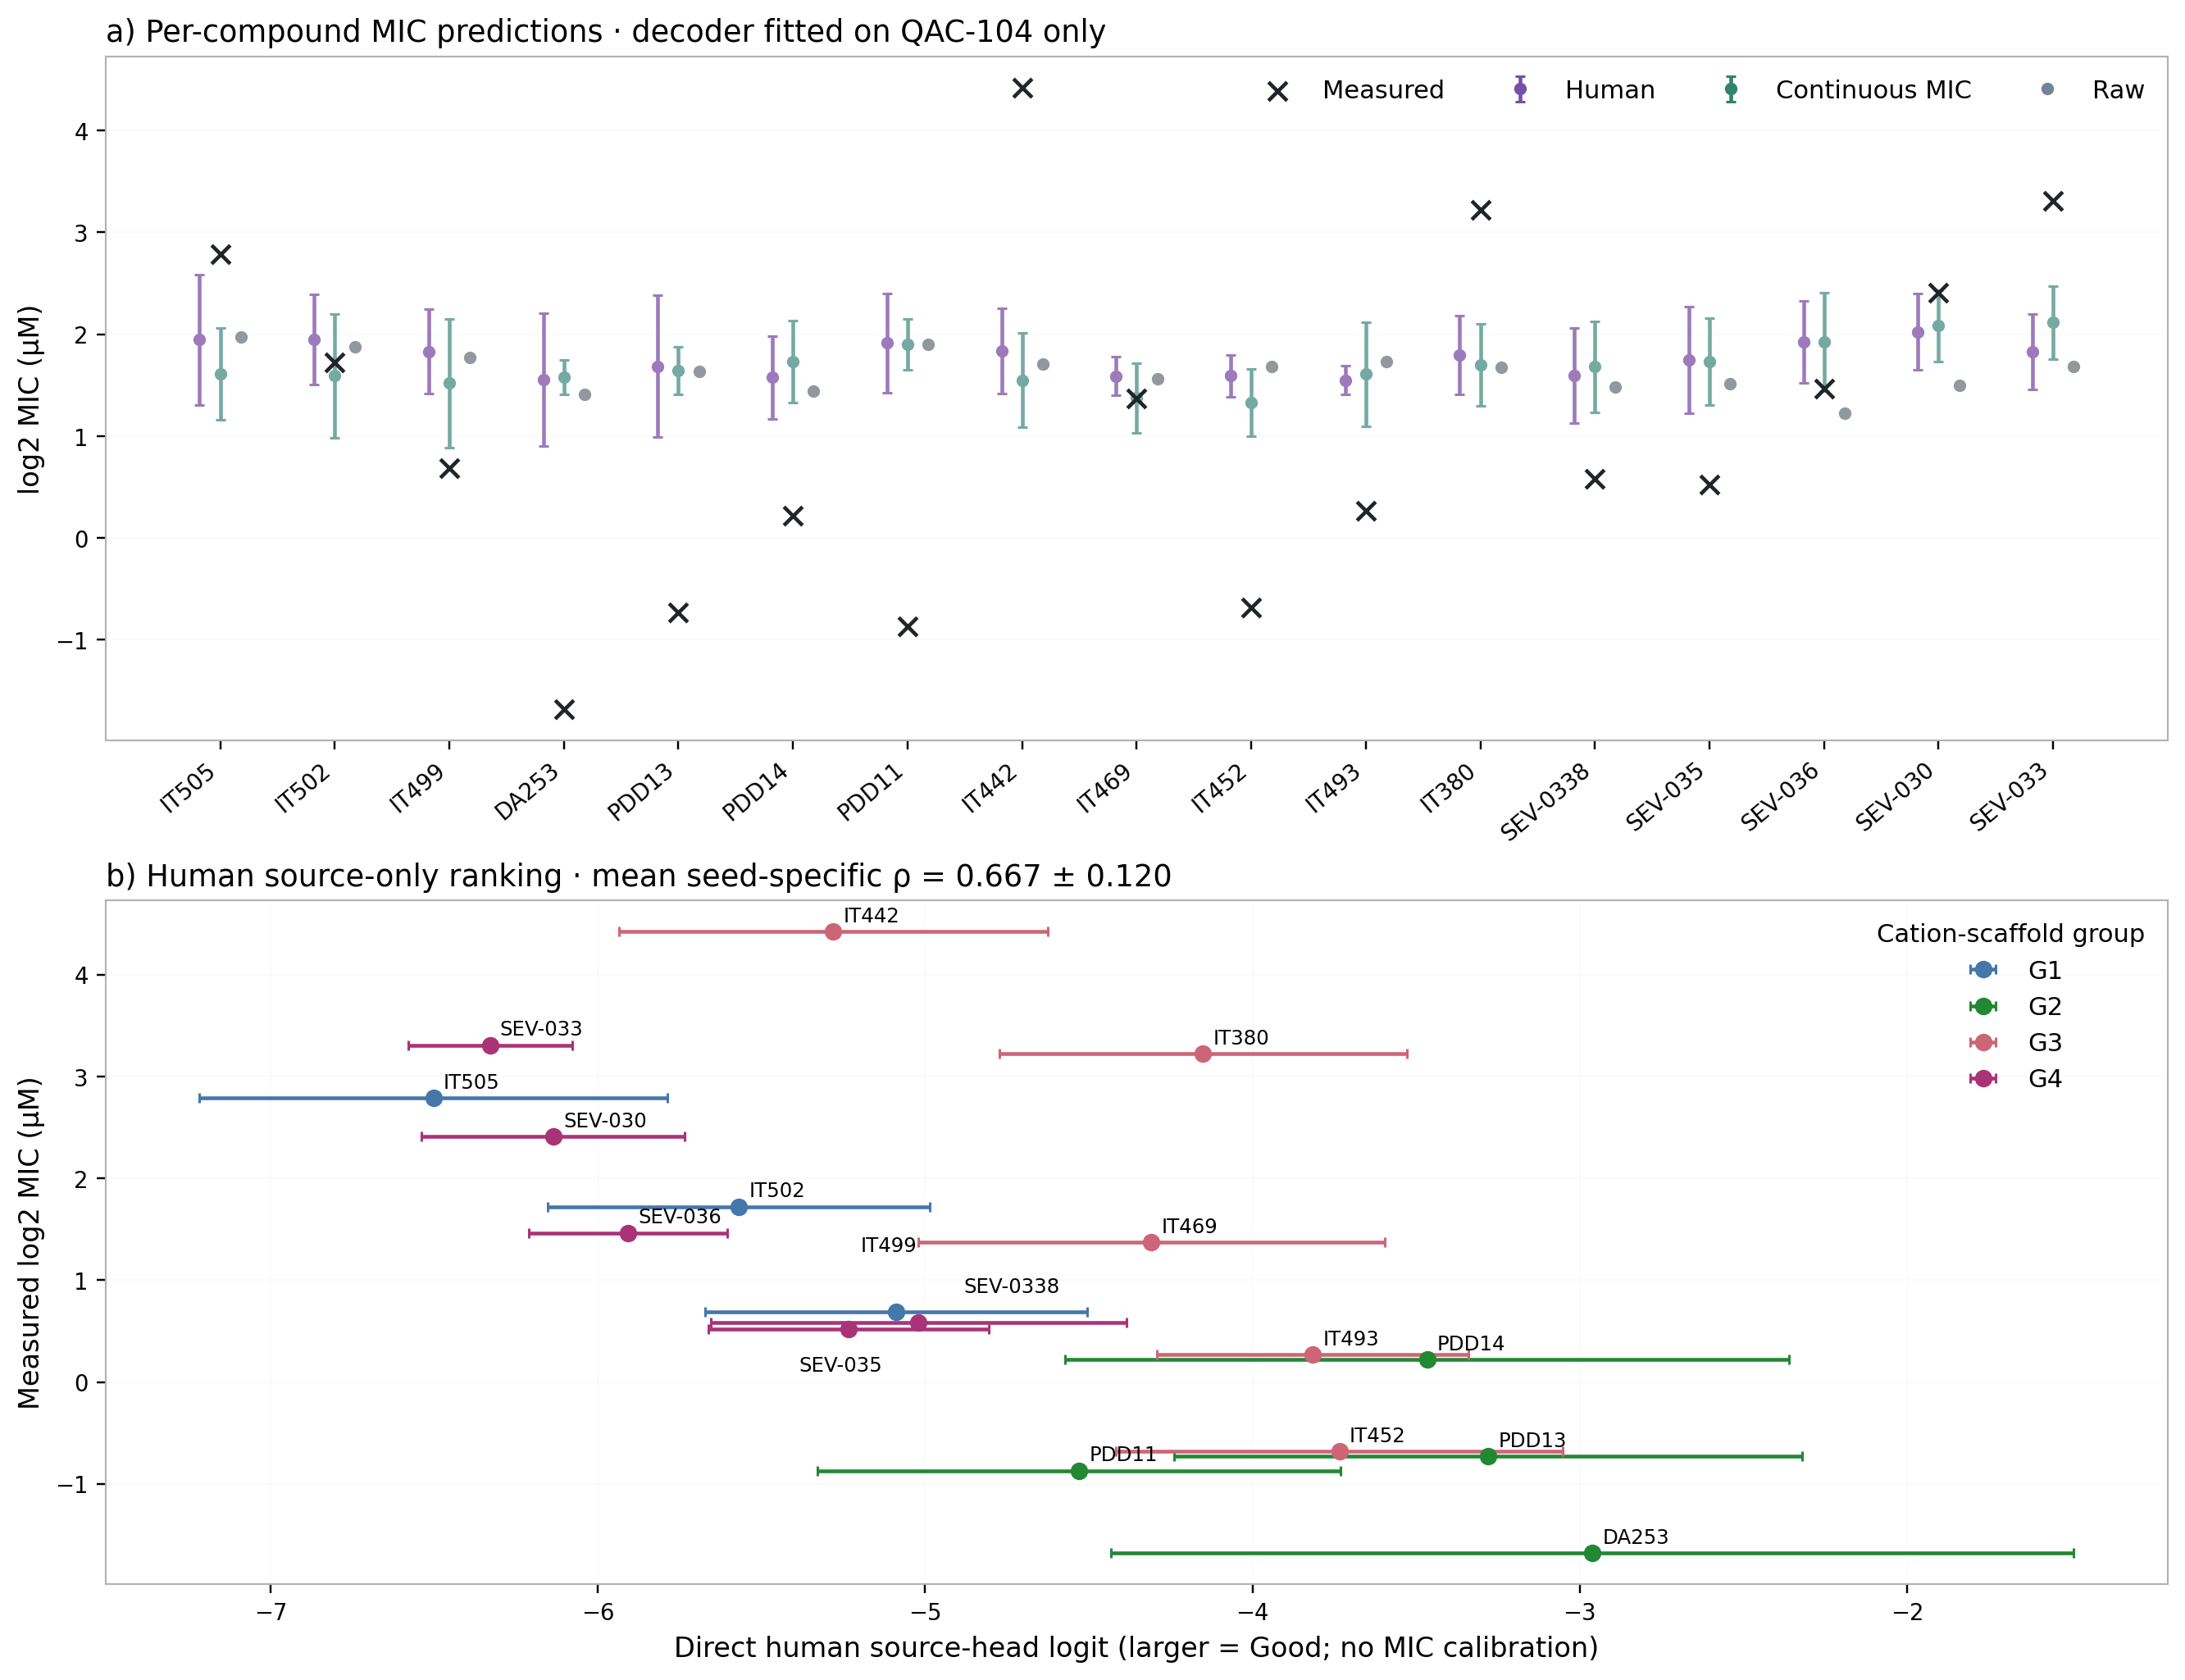 a) Per-compound MIC predictions · decoder fitted on QAC-104 only
Measured
Human
Continuous MIC
Raw
log2 MIC (µM)
4
3
2
1
0
−1
IT505
IT502
IT499
DA253
PDD13
PDD14
PDD11
IT442
IT469
IT452
IT493
IT380
SEV-0338
SEV-035
SEV-036
SEV-030
SEV-033
b) Human source-only ranking · mean seed-specific ρ = 0.667 ± 0.120
Cation-scaffold group
G1
G2
G3
G4
Measured log2 MIC (µM)
4
3
2
1
0
−1
IT442
SEV-033
IT380
IT505
SEV-030
IT502
SEV-036
IT469
IT499
SEV-0338
SEV-035
IT493
PDD14
IT452
PDD13
PDD11
DA253
−7
−6
−5
−4
−3
−2
Direct human source-head logit (larger = Good; no MIC calibration)